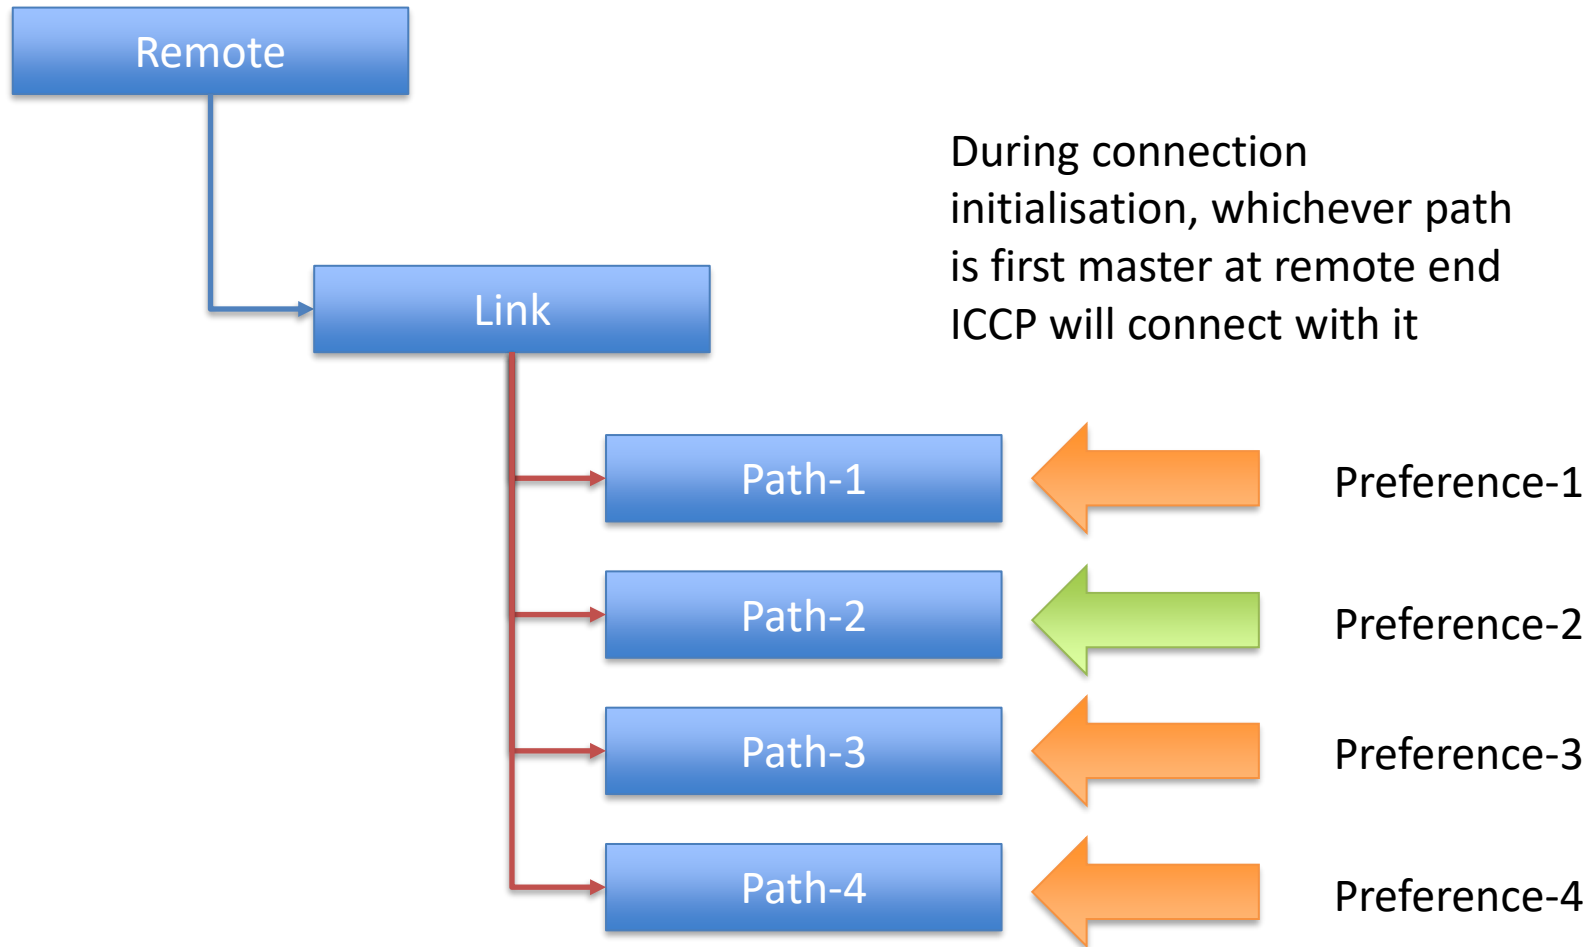 Remote
During connection
initialisation, whichever path
is first master at remote end
ICCP will connect with it
Link
Path-1
Preference-1
Path-2
Preference-2
Path-3
Preference-3
Path-4
Preference-4